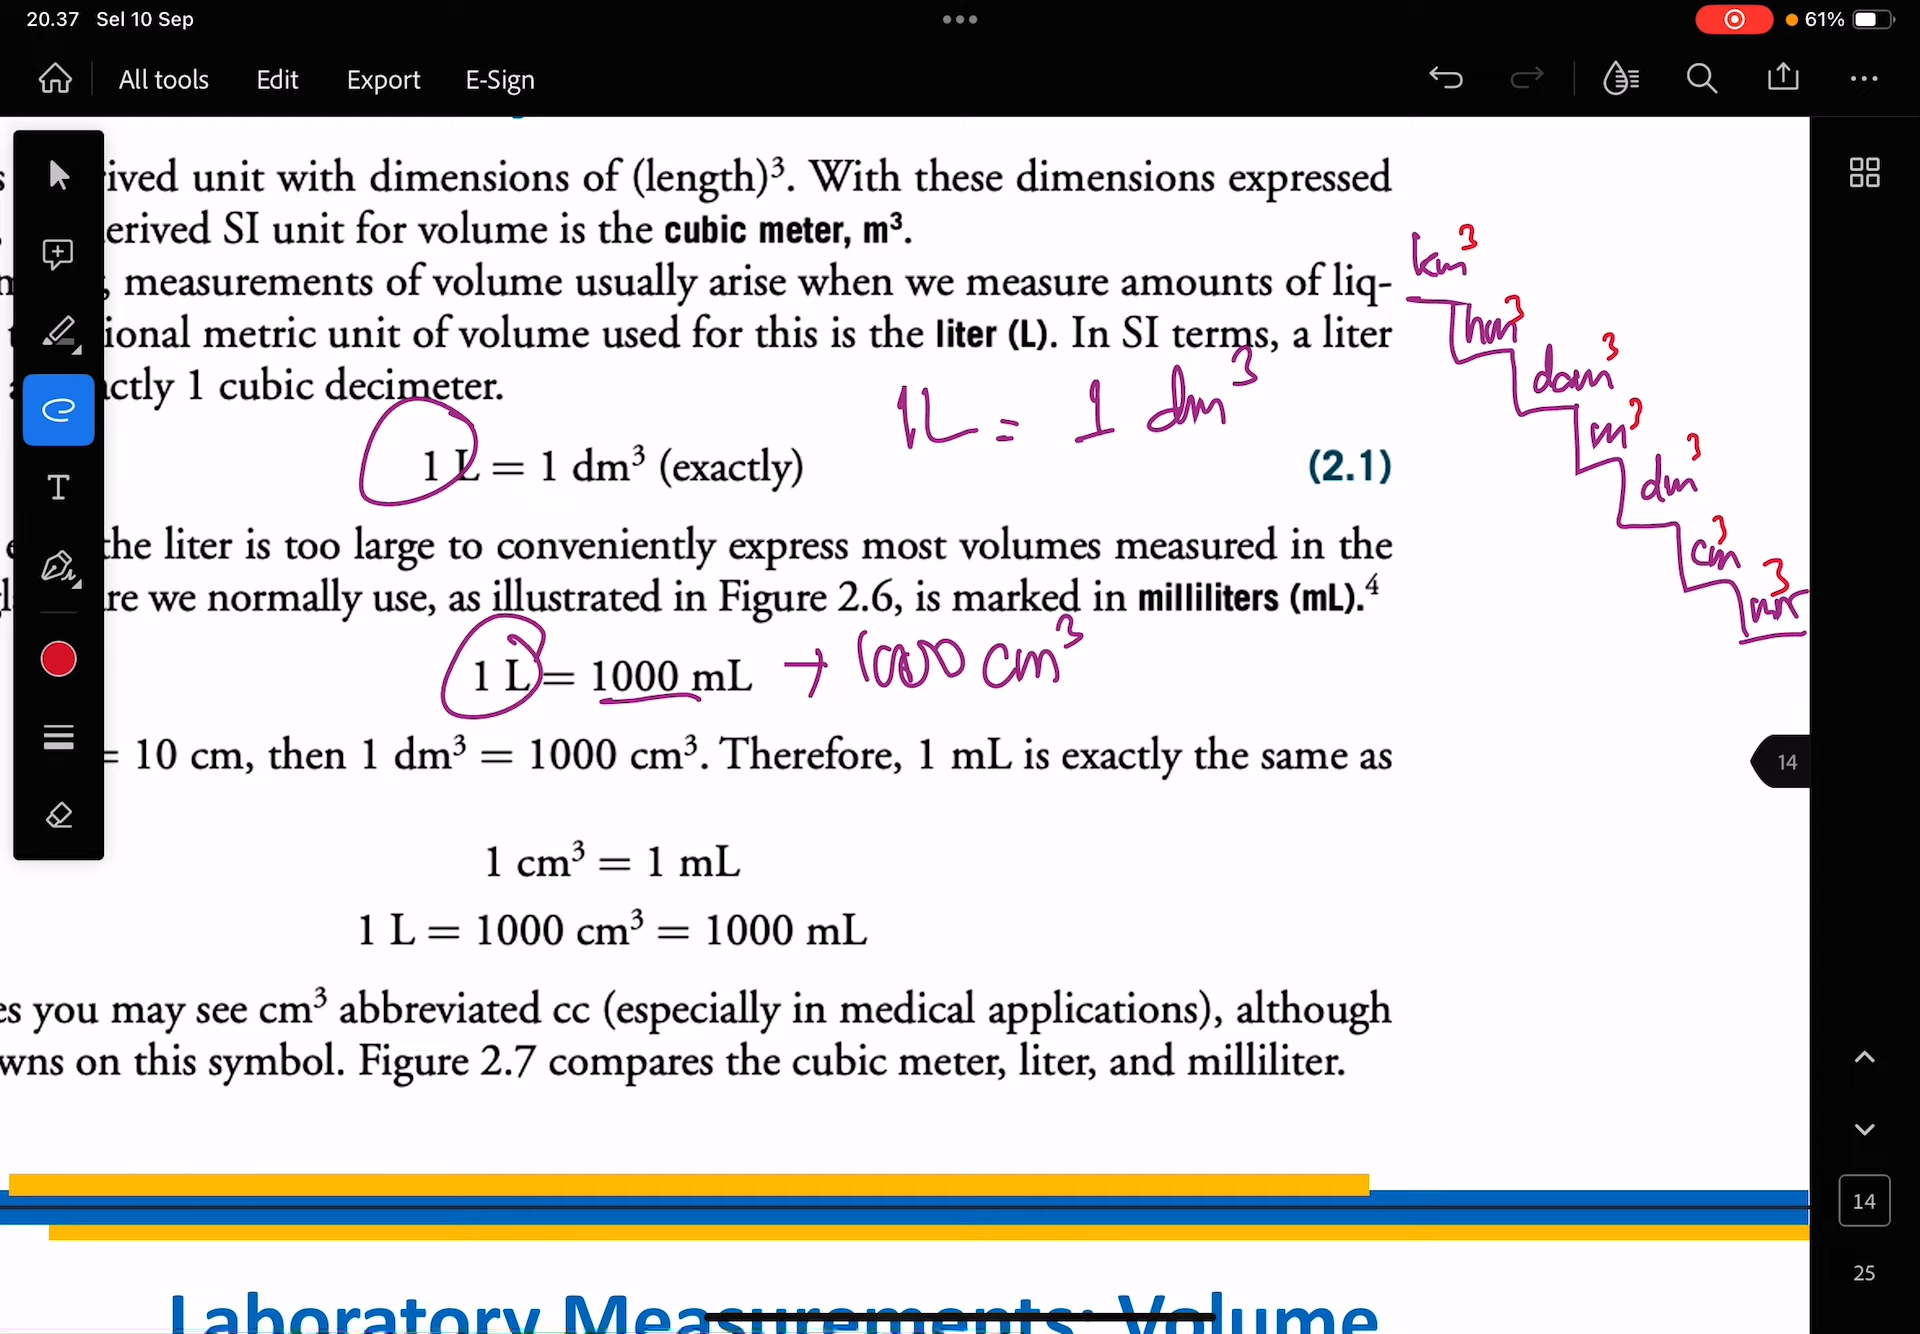 20.37 Sel 10 Sep
61%
All tools Edit Export E-Sign
ived unit with dimensions of (length)³. With these dimensions expressed
erived SI unit for volume is the cubic meter, m³.
, measurements of volume usually arise when we measure amounts of liq-
ional metric unit of volume used for this is the liter (L). In SI terms, a liter
actly 1 cubic decimeter.
1L = 1 dm³
1 L = 1 dm³ (exactly) (2.1)
the liter is too large to conveniently express most volumes measured in the
re we normally use, as illustrated in Figure 2.6, is marked in milliliters (mL).⁴
1 L = 1000 mL → 1000 cm³
= 10 cm, then 1 dm³ = 1000 cm³. Therefore, 1 mL is exactly the same as
1 cm³ = 1 mL
1 L = 1000 cm³ = 1000 mL
es you may see cm³ abbreviated cc (especially in medical applications), although
wns on this symbol. Figure 2.7 compares the cubic meter, liter, and milliliter.
km³
hm³
dam³
m³
dm³
cm³
14
14
25
Laboratory Measurements: Volume